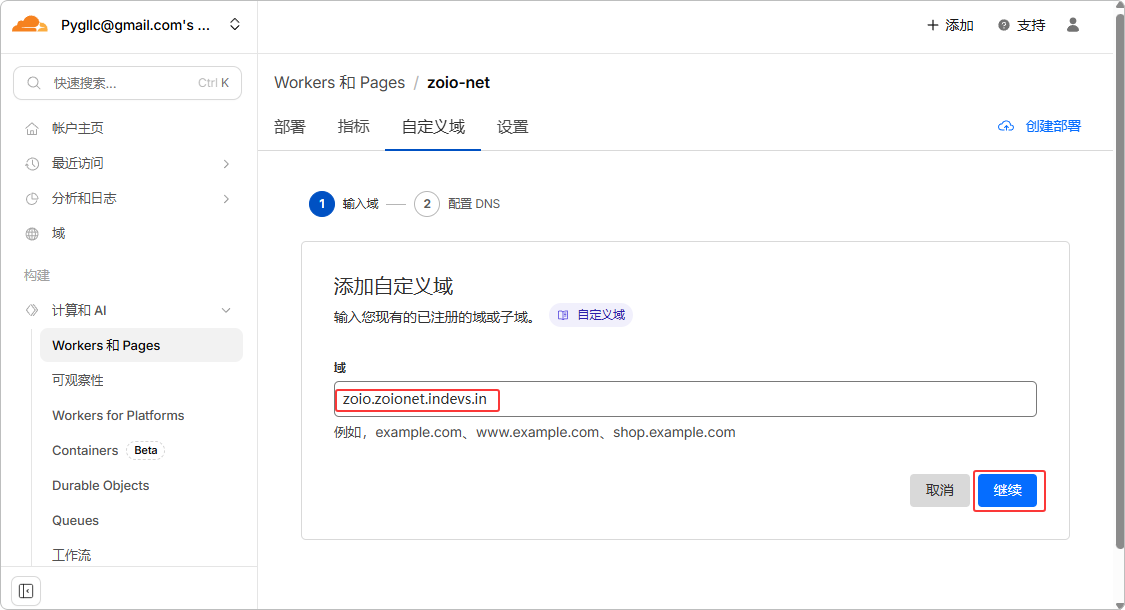 Pygllc@gmail.com's ...
添加
支持
快速搜索... Ctrl K
帐户主页
最近访问
分析和日志
域
构建
计算和 AI
Workers 和 Pages
可观察性
Workers for Platforms
Containers Beta
Durable Objects
Queues
工作流
Workers 和 Pages / zoio-net
部署 指标 自定义域 设置
创建部署
1 输入域 2 配置 DNS
添加自定义域
输入您现有的已注册的域或子域。 自定义域
域
zoio.zoionet.indevs.in
例如，example.com、www.example.com、shop.example.com
取消 继续